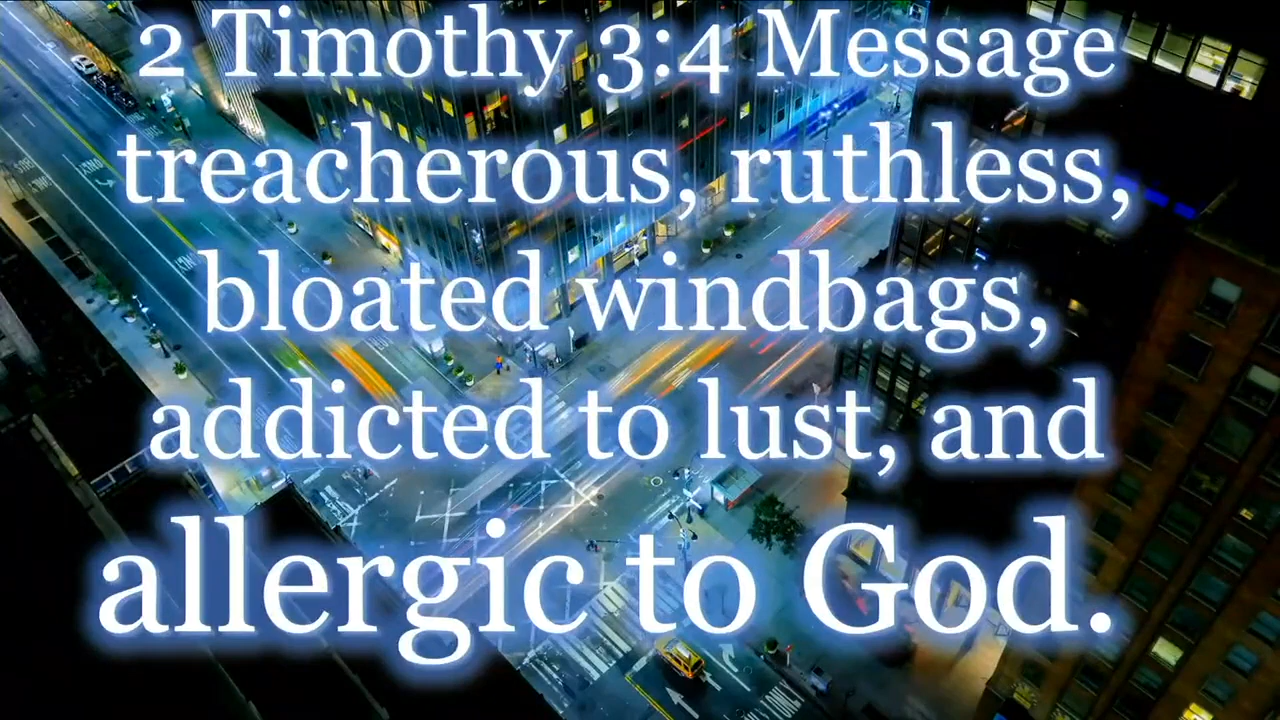 2 Timothy 3:4 Message
treacherous, ruthless,
bloated windbags,
addicted to lust, and
allergic to God.